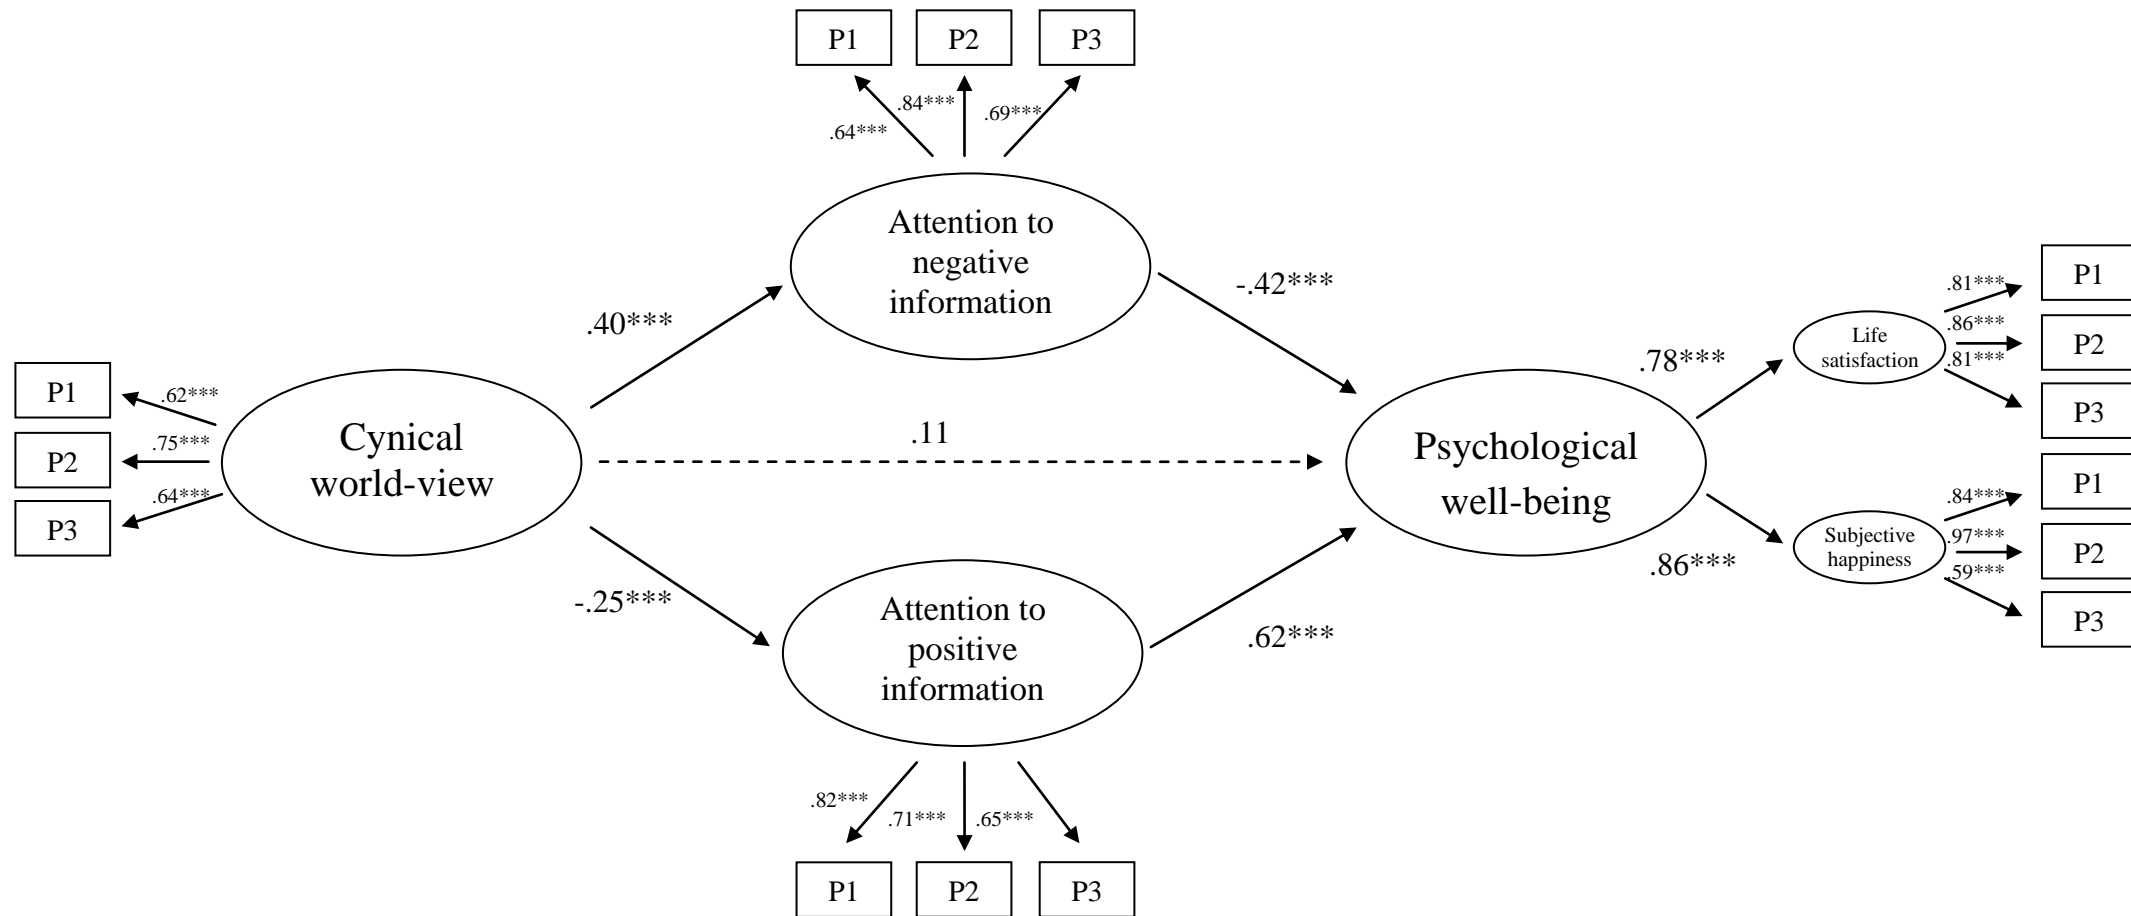 P1 P2 P3
.84***
.64***
.69***
Attention to
negative
information
.40***
-.42***
P1
P2
P3
.62***
.75***
.64***
Cynical
world-view
.11
Psychological
well-being
.78***
.86***
Life
satisfaction
.81***
.86***
.81***
P1
P2
P3
Subjective
happiness
.84***
.97***
.59***
P1
P2
P3
-.25***
.62***
Attention to
positive
information
.82***
.71***
.65***
P1 P2 P3